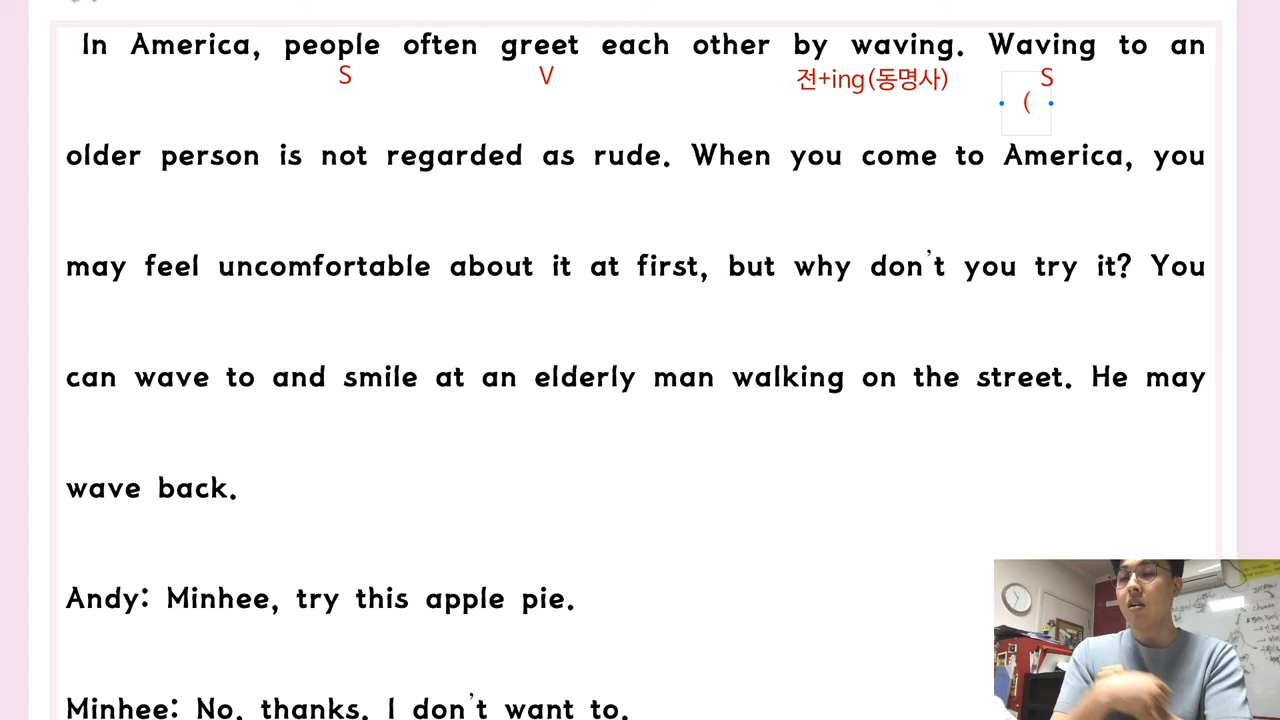 In America, people often greet each other by waving. Waving to an
S V 전+ing(동명사) S
(
older person is not regarded as rude. When you come to America, you
may feel uncomfortable about it at first, but why don't you try it? You
can wave to and smile at an elderly man walking on the street. He may
wave back.
Andy: Minhee, try this apple pie.
Minhee: No, thanks. I don't want to.